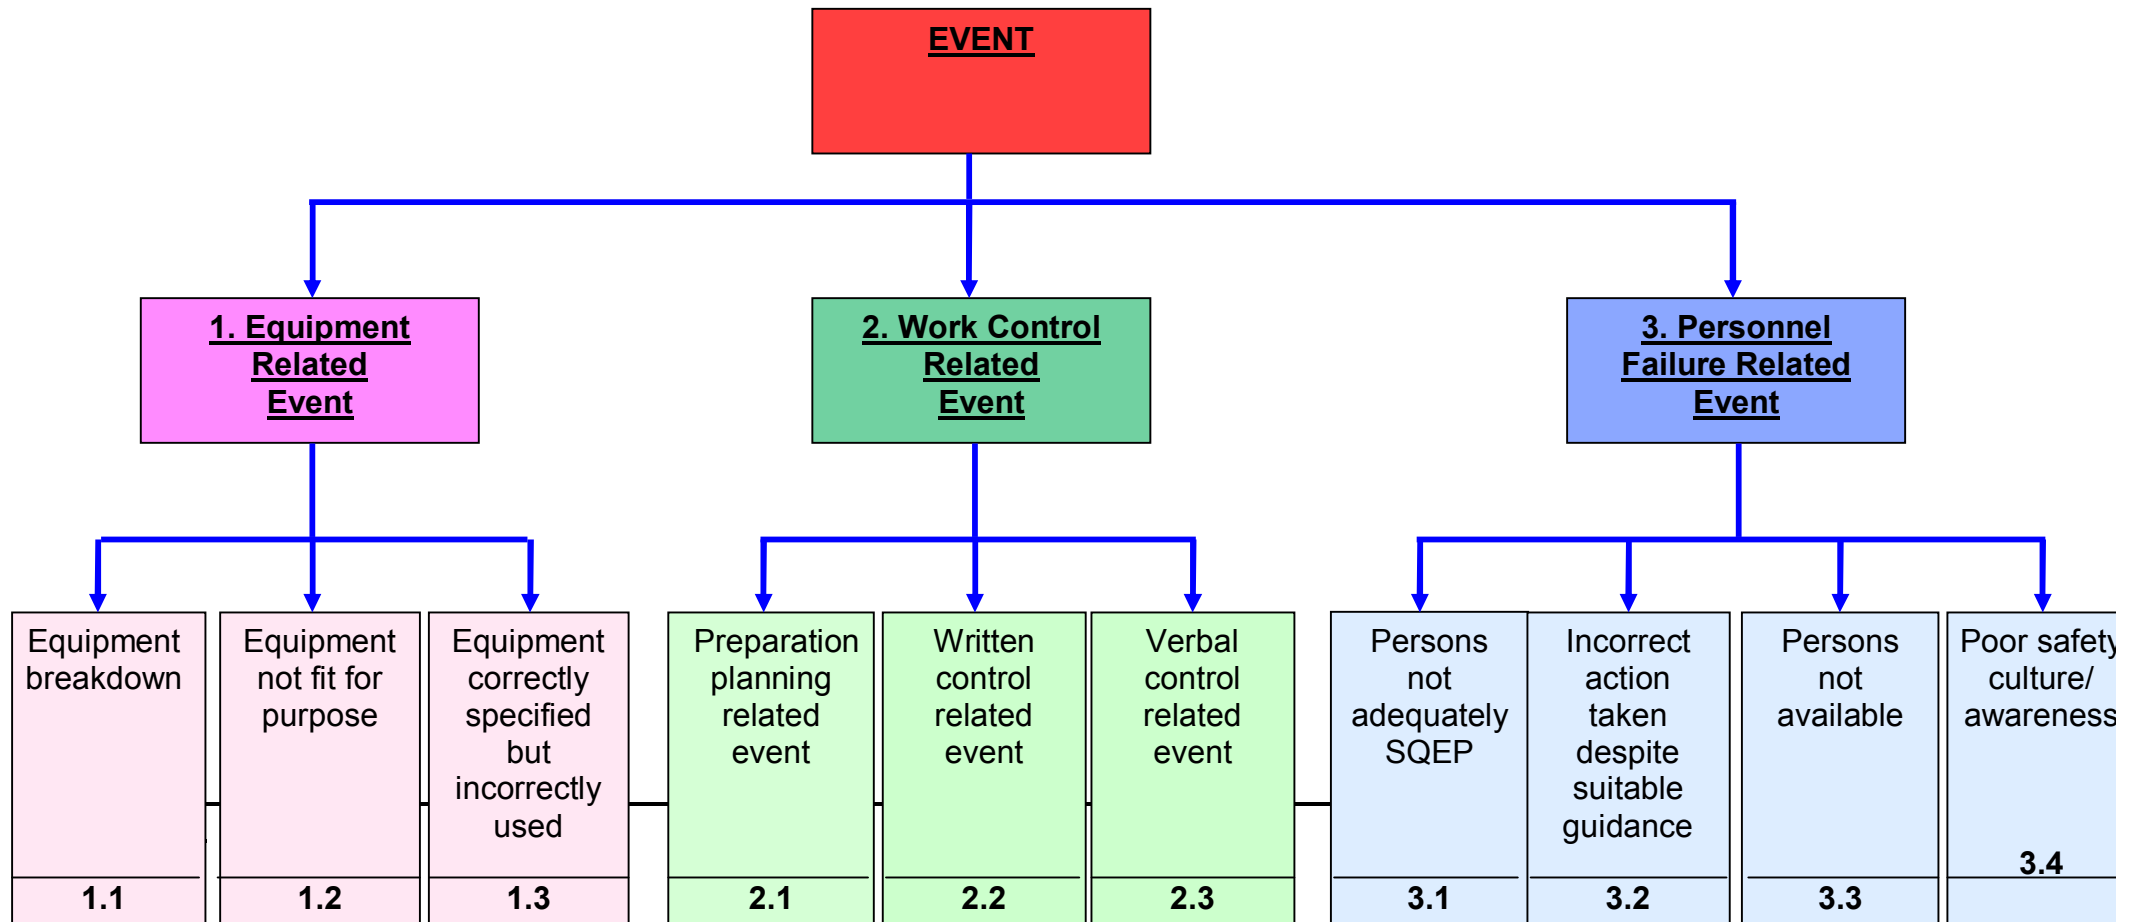 EVENT
1. Equipment
Related
Event
2. Work Control
Related
Event
3. Personnel
Failure Related
Event
Equipment
breakdown
1.1
Equipment
not fit for
purpose
1.2
Equipment
correctly
specified
but
incorrectly
used
1.3
Preparation
planning
related
event
2.1
Written
control
related
event
2.2
Verbal
control
related
event
2.3
Persons
not
adequately
SQEP
3.1
Incorrect
action
taken
despite
suitable
guidance
3.2
Persons
not
available
3.3
Poor safety
culture/
awareness
3.4